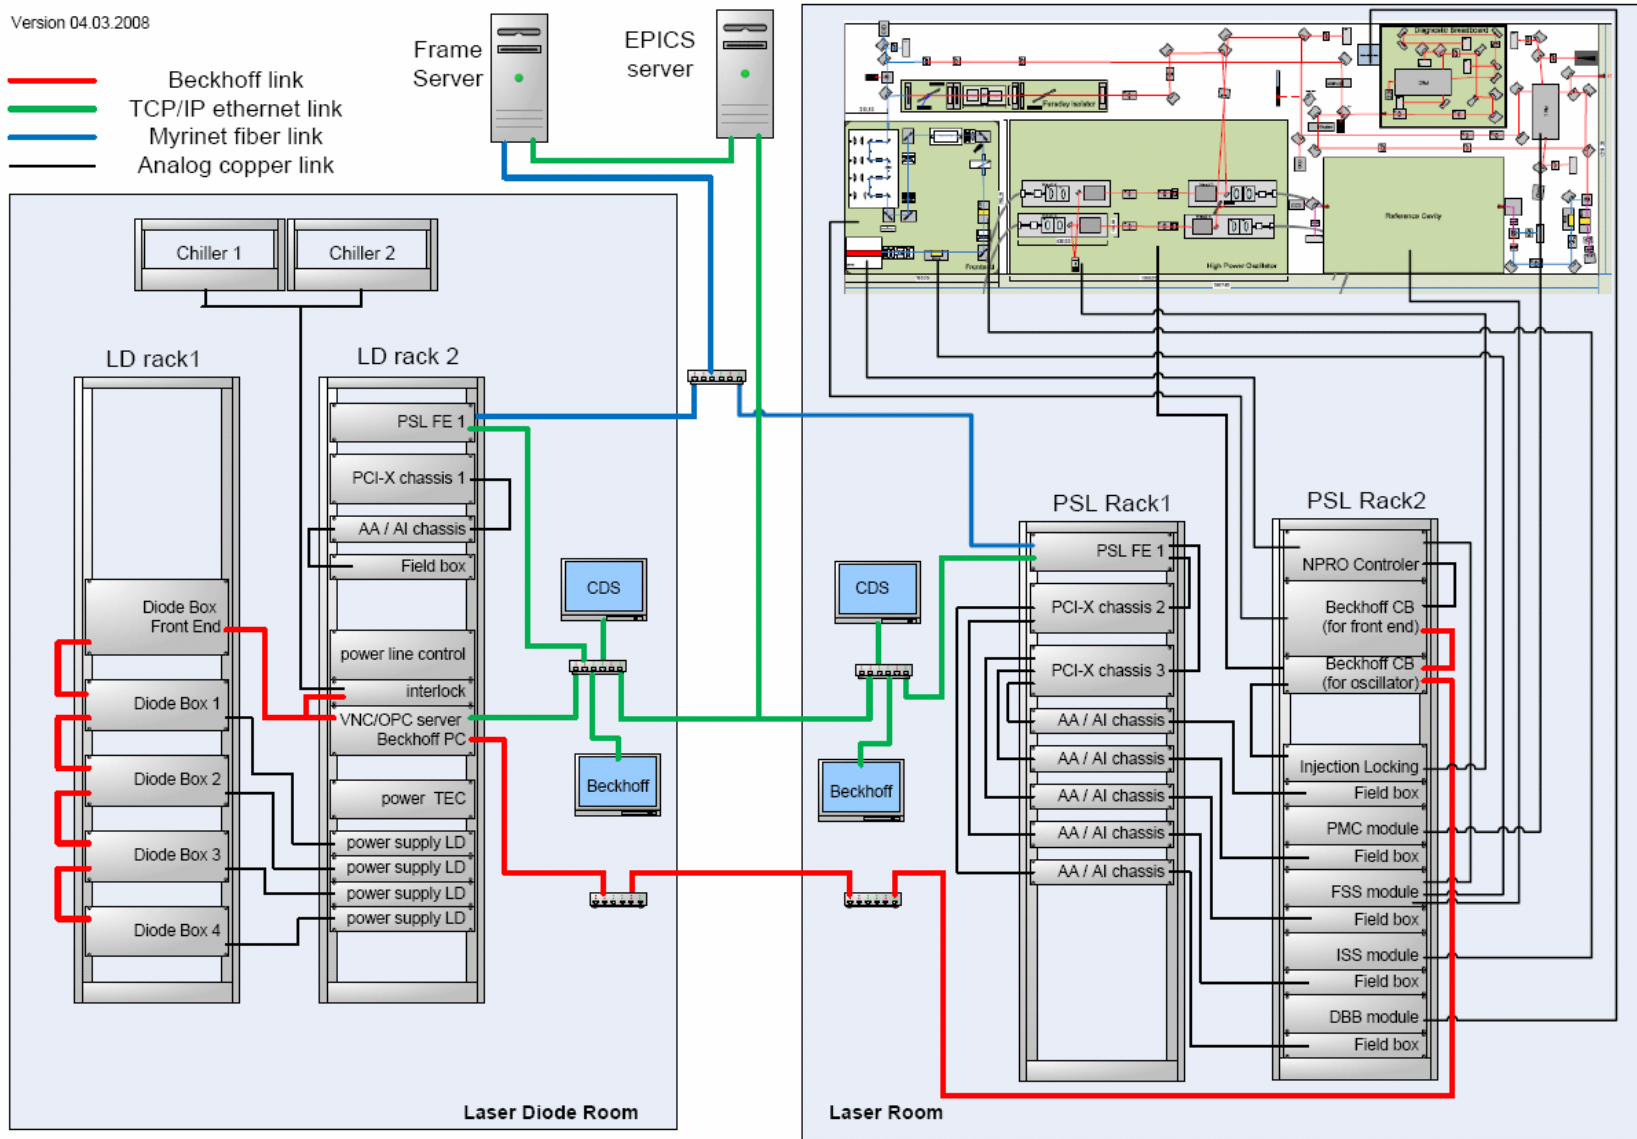 Version 04.03.2008
Beckhoff link
TCP/IP ethernet link
Myrinet fiber link
Analog copper link
Frame
Server
EPICS
server
Diagnostic Breadboard
Faraday Isolator
PMC
Reference Cavity
Frontend
High Power Oscillator
Chiller 1
Chiller 2
LD rack1
Diode Box
Front End
Diode Box 1
Diode Box 2
Diode Box 3
Diode Box 4
LD rack 2
PSL FE 1
PCI-X chassis 1
AA / AI chassis
Field box
power line control
interlock
VNC/OPC server
Beckhoff PC
power TEC
power supply LD
power supply LD
power supply LD
power supply LD
CDS
Beckhoff
Laser Diode Room
CDS
Beckhoff
PSL Rack1
PSL FE 1
PCI-X chassis 2
PCI-X chassis 3
AA / AI chassis
AA / AI chassis
AA / AI chassis
AA / AI chassis
AA / AI chassis
PSL Rack2
NPRO Controler
Beckhoff CB
(for front end)
Beckhoff CB
(for oscillator)
Injection Locking
Field box
PMC module
Field box
FSS module
Field box
ISS module
Field box
DBB module
Field box
Laser Room